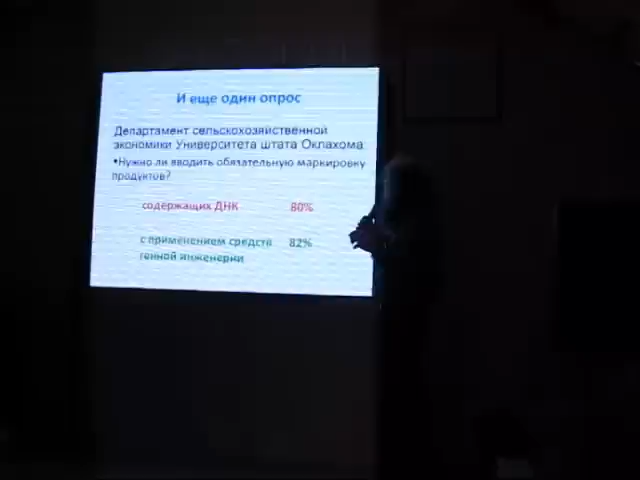 И еще один опрос
Департамент сельскохозяйственной
экономики Университета штата Оклахома
•Нужно ли вводить обязательную маркировку
продуктов?
содержащих ДНК 80%
с применением средств 82%
генной инженерии